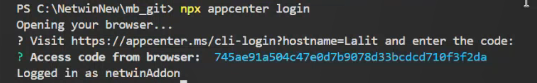 PS C:\NetwinNew\mb_git> npx appcenter login
Opening your browser...
? Visit https://appcenter.ms/cli-login?hostname=Lalit and enter the code:
? Access code from browser:  745ae91a504c47e0d7b9078d33bcdcd710f3f2da
Logged in as netwinAddon